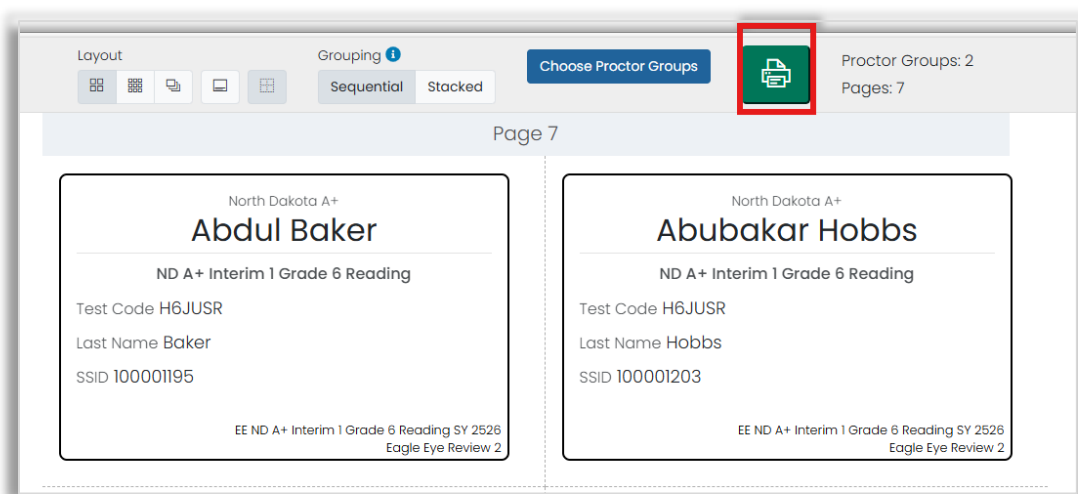 Layout
Grouping
Sequential Stacked
Choose Proctor Groups
Proctor Groups: 2
Pages: 7
Page 7
North Dakota A+
Abdul Baker
ND A+ Interim 1 Grade 6 Reading
Test Code H6JUSR
Last Name Baker
SSID 100001195
EE ND A+ Interim 1 Grade 6 Reading SY 2526
Eagle Eye Review 2
North Dakota A+
Abubakar Hobbs
ND A+ Interim 1 Grade 6 Reading
Test Code H6JUSR
Last Name Hobbs
SSID 100001203
EE ND A+ Interim 1 Grade 6 Reading SY 2526
Eagle Eye Review 2